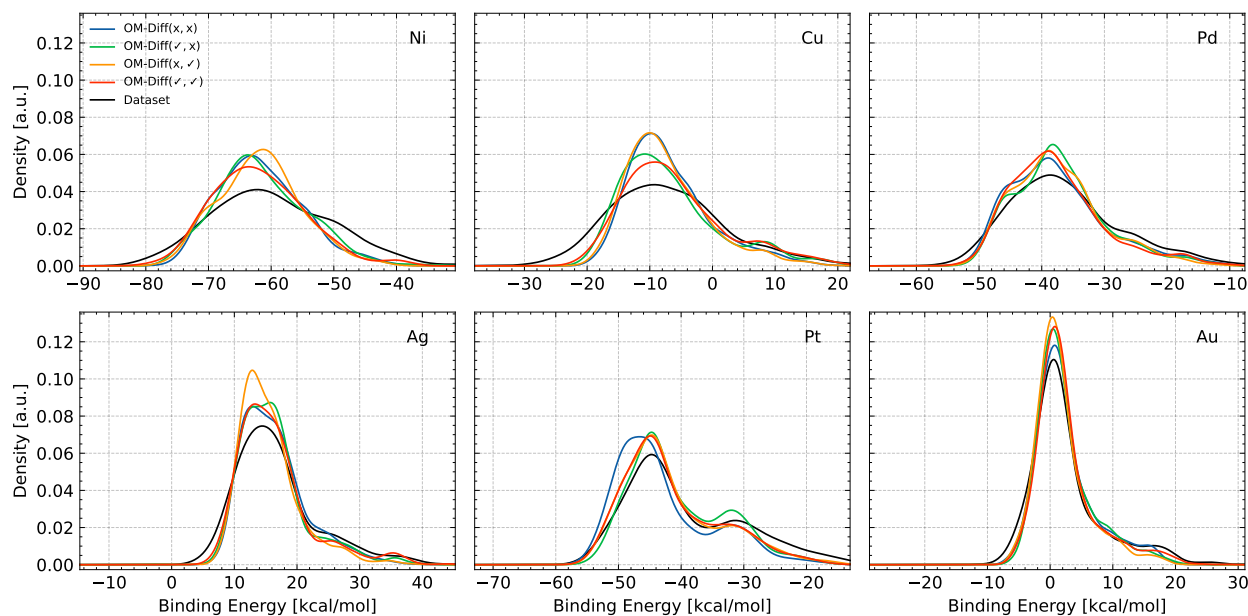 Ni
OM-Diff(x, x)
OM-Diff(✓, x)
OM-Diff(x, ✓)
OM-Diff(✓, ✓)
Dataset
Density [a.u.]
0.12
0.10
0.08
0.06
0.04
0.02
0.00
−90 −80 −70 −60 −50 −40
Cu
−30 −20 −10 0 10 20
Pd
−60 −50 −40 −30 −20 −10
Ag
Density [a.u.]
0.12
0.10
0.08
0.06
0.04
0.02
0.00
−10 0 10 20 30 40
Binding Energy [kcal/mol]
Pt
−70 −60 −50 −40 −30 −20
Binding Energy [kcal/mol]
Au
−20 −10 0 10 20 30
Binding Energy [kcal/mol]